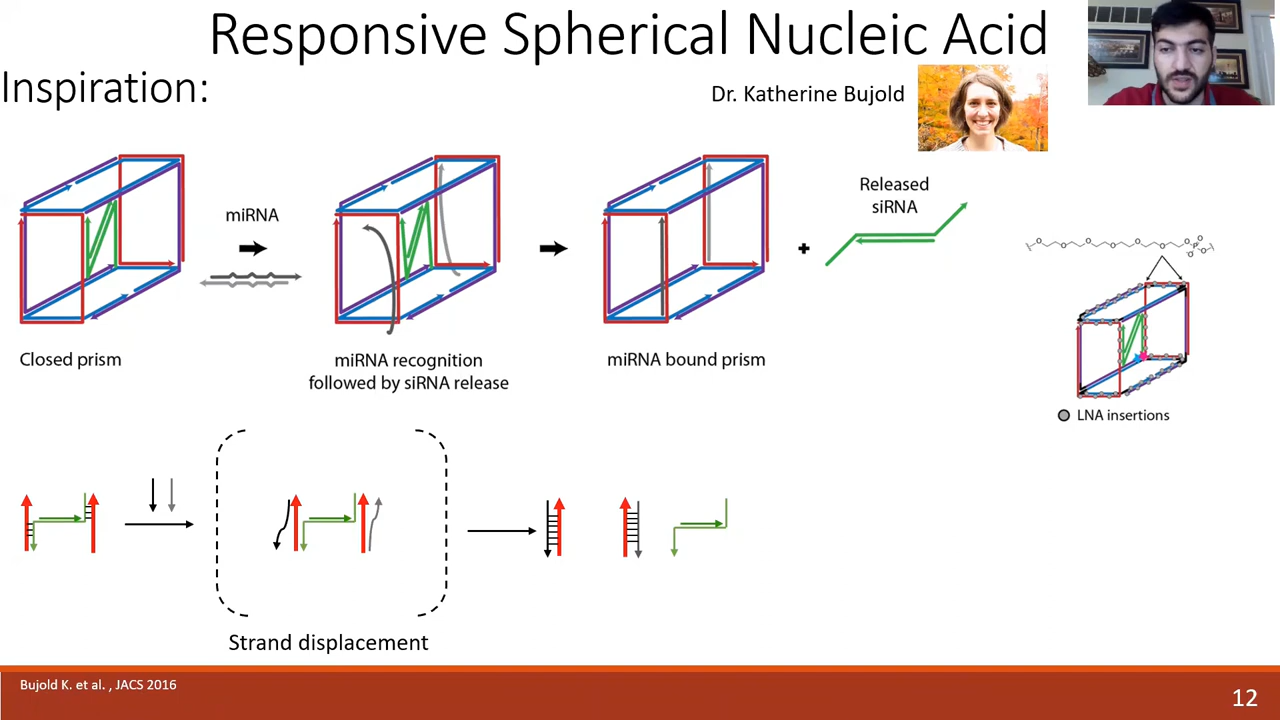 Responsive Spherical Nucleic Acid
Inspiration:
Dr. Katherine Bujold
miRNA
Released
siRNA
Closed prism
miRNA recognition
followed by siRNA release
miRNA bound prism
+
O
O
O
O
O
O
O
P
O
O
O
LNA insertions
Strand displacement
Bujold K. et al. , JACS 2016
12